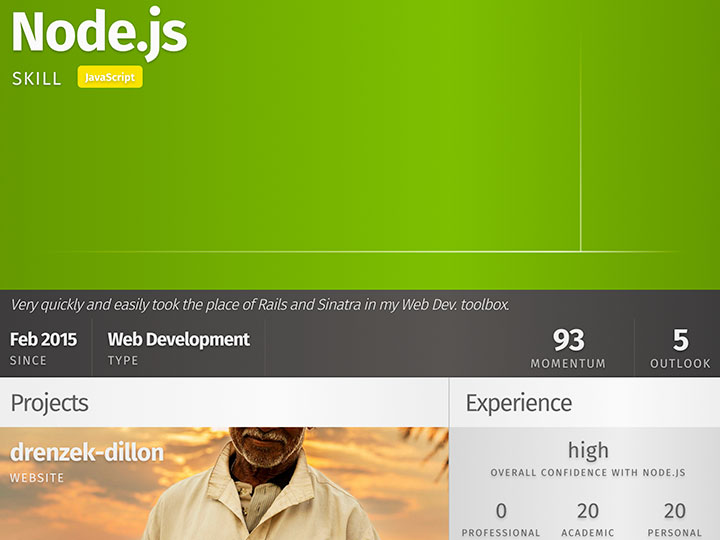 Node.js
SKILL JavaScript
Very quickly and easily took the place of Rails and Sinatra in my Web Dev. toolbox.
Feb 2015 Web Development 93 5
SINCE TYPE MOMENTUM OUTLOOK
Projects Experience
drenzek-dillon
WEBSITE
high
OVERALL CONFIDENCE WITH NODE.JS
0 20 20
PROFESSIONAL ACADEMIC PERSONAL